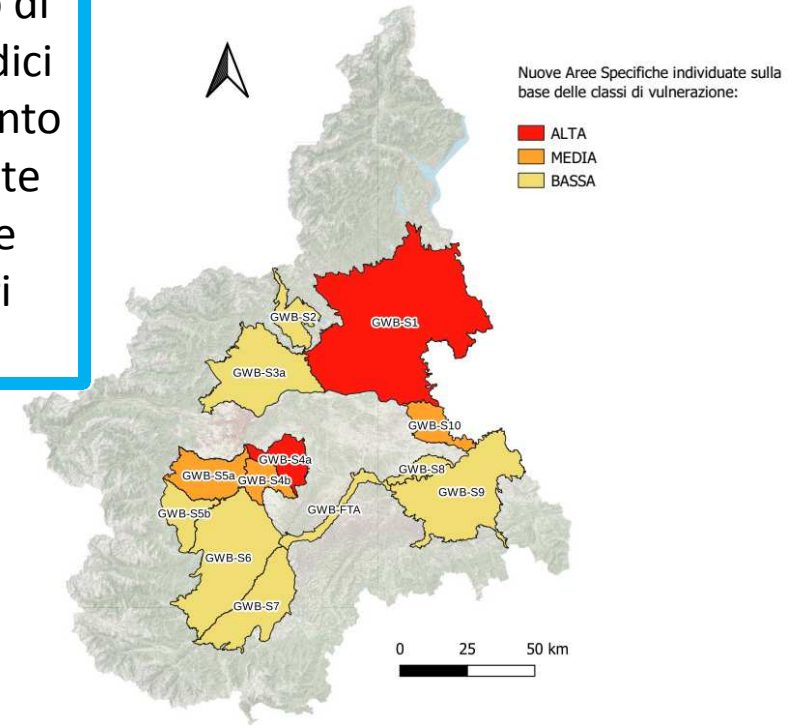 di
dici
nto
te
e
i
Nuove Aree Specifiche individuate sulla
base delle classi di vulnerazione:
ALTA
MEDIA
BASSA
GWB-S2
GWB-S1
GWB-S3a
GWB-S10
GWB-S4a
GWB-S8
GWB-S5a
GWB-S4b
GWB-S9
GWB-S5b
GWB-FTA
GWB-S6
GWB-S7
0 25 50 km